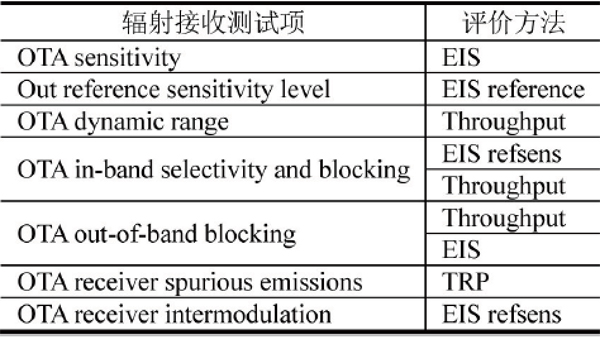 辐射接收测试项 评价方法
OTA sensitivity EIS
Out reference sensitivity level EIS reference
OTA dynamic range Throughput
OTA in-band selectivity and blocking EIS refsens
Throughput
OTA out-of-band blocking Throughput
EIS
OTA receiver spurious emissions TRP
OTA receiver intermodulation EIS refsens